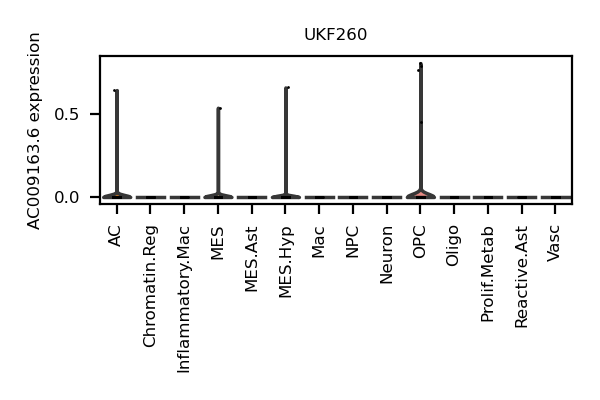 UKF260
AC009163.6 expression
0.5
0.0
AC
Chromatin.Reg
Inflammatory.Mac
MES
MES.Ast
MES.Hyp
Mac
NPC
Neuron
OPC
Oligo
Prolif.Metab
Reactive.Ast
Vasc